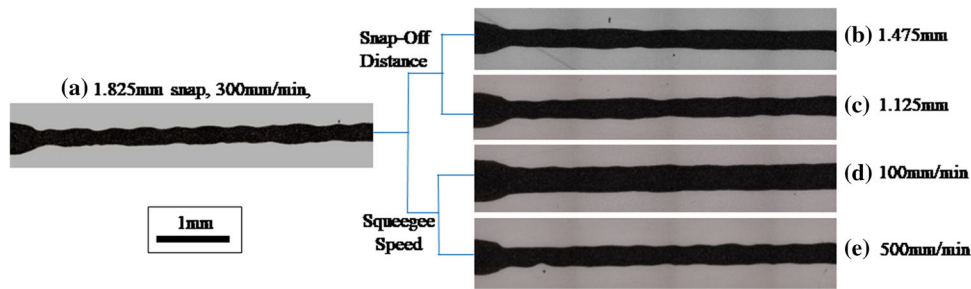 (a) 1.825mm snap, 300mm/min,
1mm
Snap-Off
Distance
Squeegee
Speed
(b) 1.475mm
(c) 1.125mm
(d) 100mm/min
(e) 500mm/min